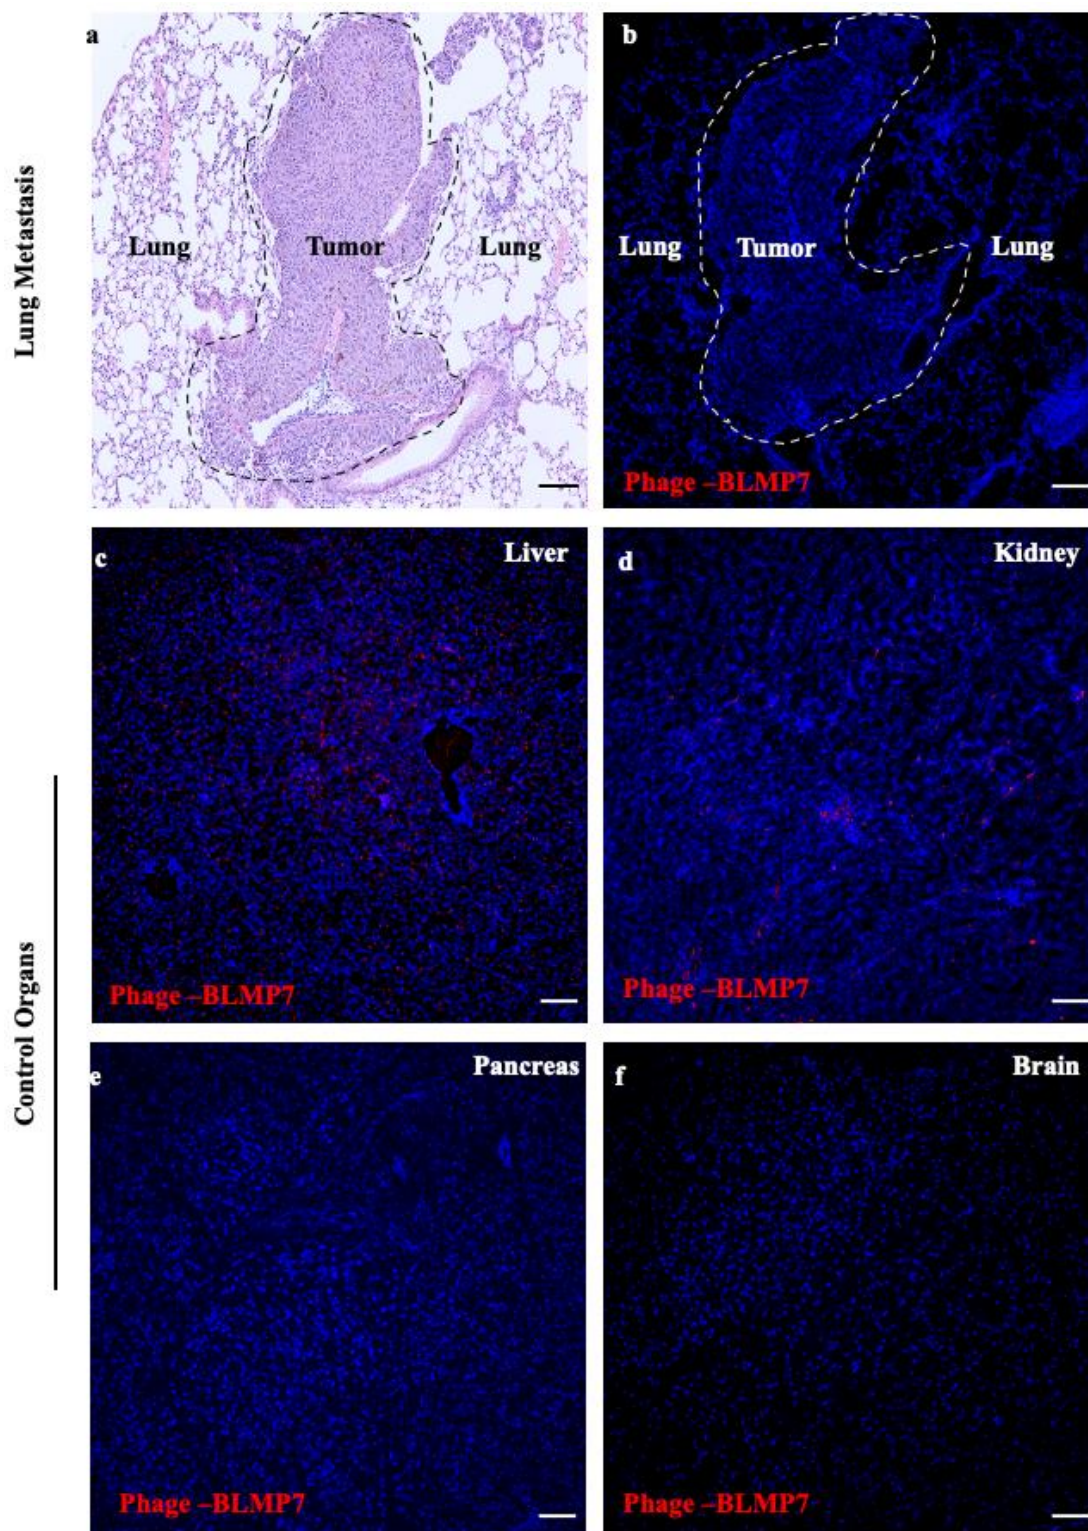 Lung Metastasis
a
Lung
Tumor
Lung
b
Lung
Tumor
Lung
Phage –BLMP7
Control Organs
c
Liver
Phage –BLMP7
d
Kidney
Phage –BLMP7
e
Pancreas
Phage –BLMP7
f
Brain
Phage –BLMP7